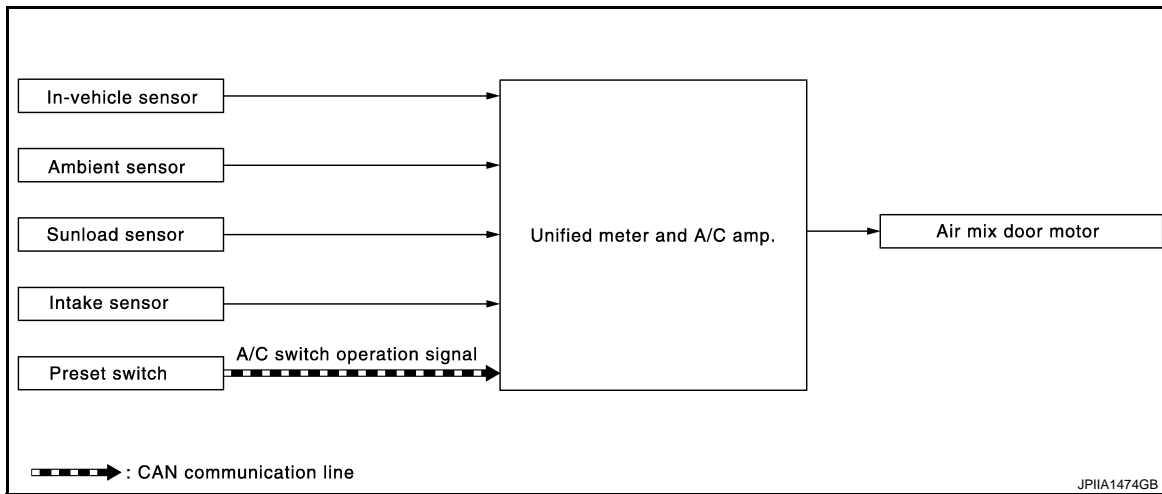 In-vehicle sensor
Ambient sensor
Sunload sensor
Intake sensor
Preset switch
A/C switch operation signal
Unified meter and A/C amp.
Air mix door motor
: CAN communication line
JPIIA1474GB